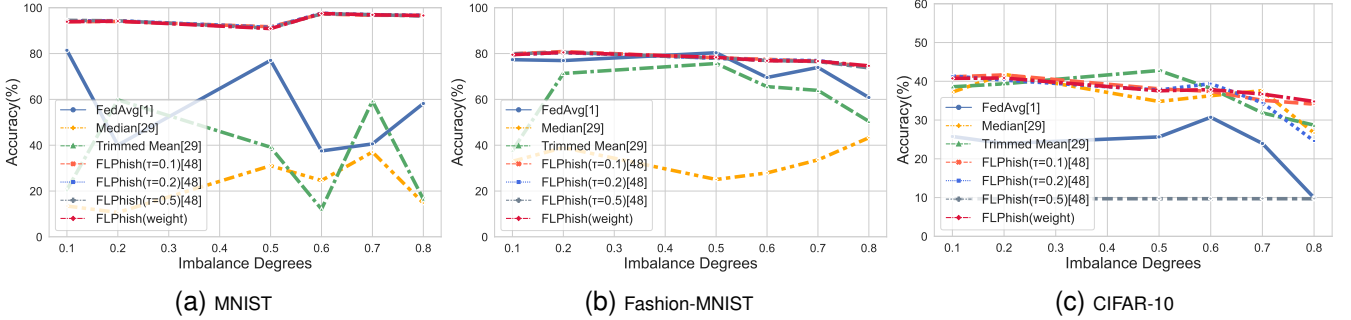 100
80
60
40
20
0
Accuracy(%)
FedAvg[1]
Median[29]
Trimmed Mean[29]
FLPhish(τ=0.1)[48]
FLPhish(τ=0.2)[48]
FLPhish(τ=0.5)[48]
FLPhish(weight)
0.1 0.2 0.3 0.4 0.5 0.6 0.7 0.8
Imbalance Degrees
(a) MNIST
100
80
60
40
20
0
Accuracy(%)
FedAvg[1]
Median[29]
Trimmed Mean[29]
FLPhish(τ=0.1)[48]
FLPhish(τ=0.2)[48]
FLPhish(τ=0.5)[48]
FLPhish(weight)
0.1 0.2 0.3 0.4 0.5 0.6 0.7 0.8
Imbalance Degrees
(b) Fashion-MNIST
60
50
40
30
20
10
0
Accuracy(%)
FedAvg[1]
Median[29]
Trimmed Mean[29]
FLPhish(τ=0.1)[48]
FLPhish(τ=0.2)[48]
FLPhish(τ=0.5)[48]
FLPhish(weight)
0.1 0.2 0.3 0.4 0.5 0.6 0.7 0.8
Imbalance Degrees
(c) CIFAR-10